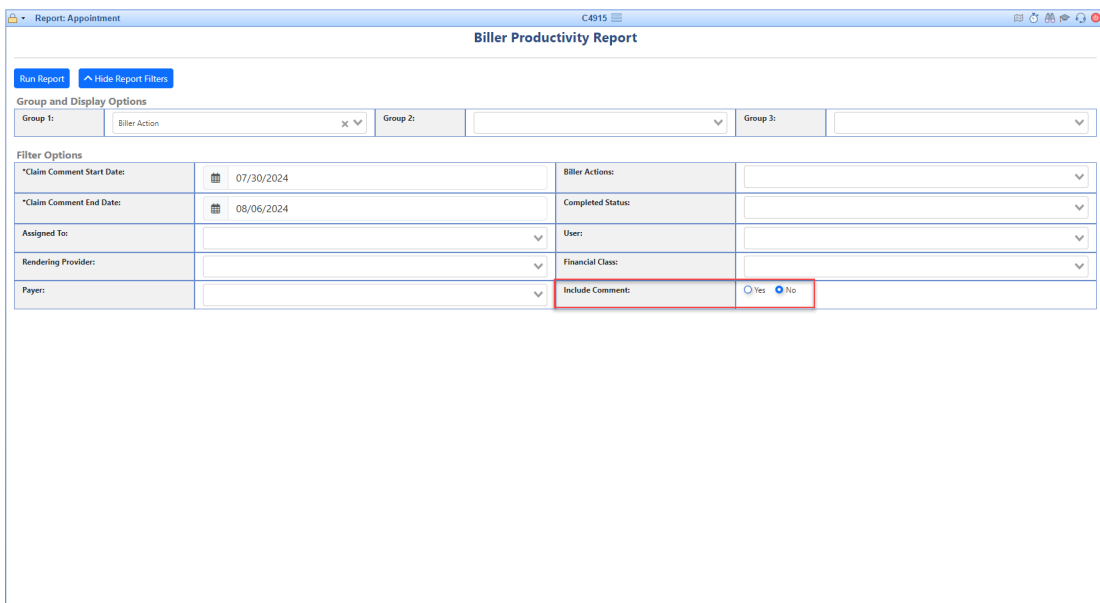 Report: Appointment C4915
Biller Productivity Report
Run Report Hide Report Filters
Group and Display Options
Group 1: Biller Action Group 2: Group 3:
Filter Options
*Claim Comment Start Date: 07/30/2024 Biller Actions:
*Claim Comment End Date: 08/06/2024 Completed Status:
Assigned To: User:
Rendering Provider: Financial Class:
Payer: Include Comment: Yes No